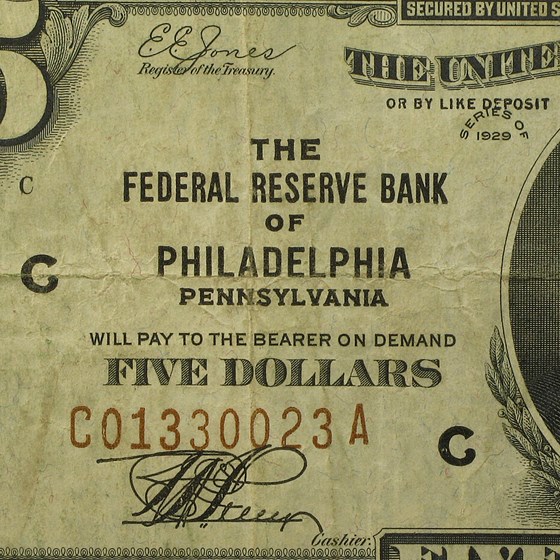 SECURED BY UNITED S
5
E.E. Jones
Register of the Treasury.
THE UNITE
OR BY LIKE DEPOSIT
SERIES OF
1929
THE
C
FEDERAL RESERVE BANK
OF
PHILADELPHIA
G
PENNSYLVANIA
WILL PAY TO THE BEARER ON DEMAND
FIVE DOLLARS
C01330023A
G
Cashier.